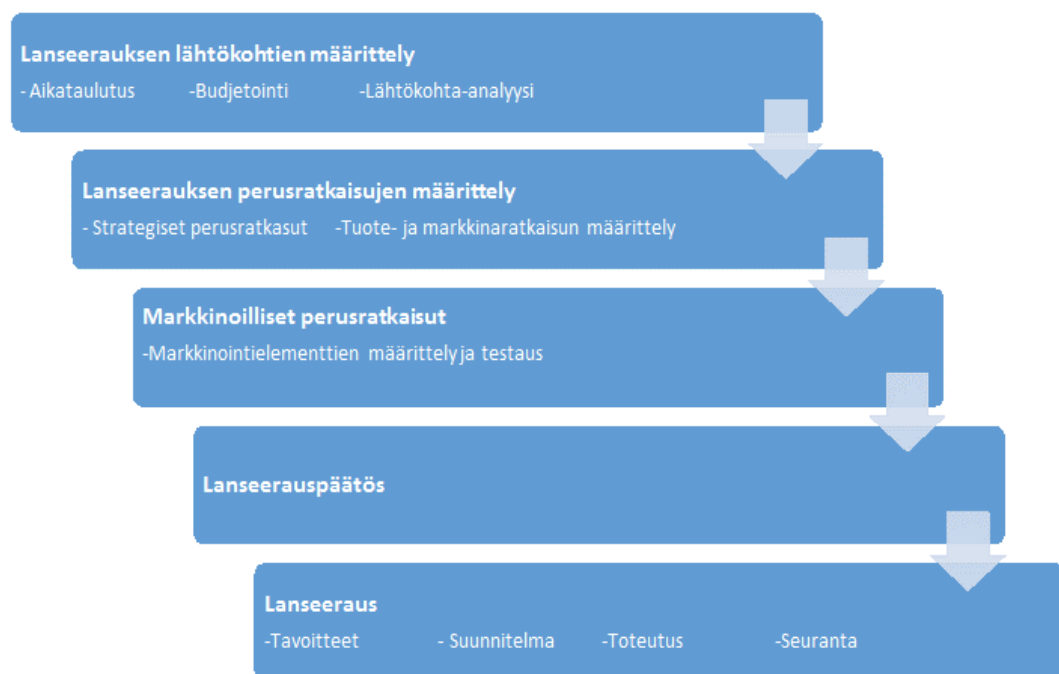 Lanseerauksen lähtökohtien määrittely
- Aikataulutus -Budjetointi -Lähtökohta-analyysi
Lanseerauksen perusratkaisujen määrittely
- Strategiset perusratkasut -Tuote- ja markkinaratkaisun määrittely
Markkinoilliset perusratkaisut
-Markkinointielementtien määrittely ja testaus
Lanseerauspäätös
Lanseeraus
-Tavoitteet - Suunnitelma -Toteutus -Seuranta